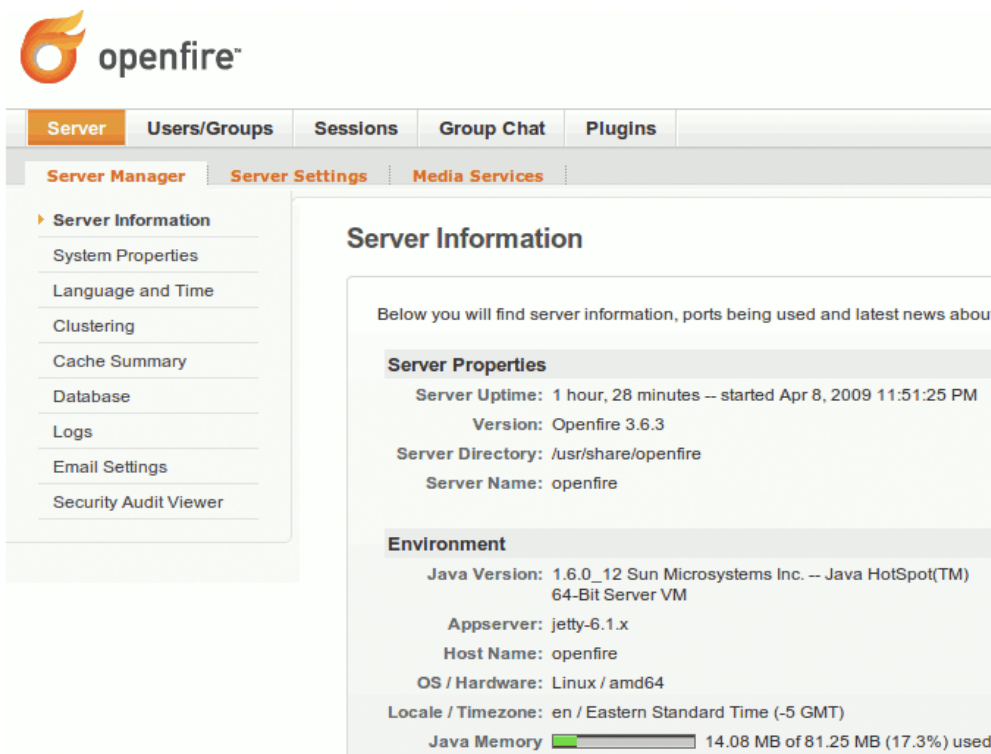 openfire™
Server Users/Groups Sessions Group Chat Plugins
Server Manager Server Settings Media Services
Server Information
System Properties
Language and Time
Clustering
Cache Summary
Database
Logs
Email Settings
Security Audit Viewer
Server Information
Below you will find server information, ports being used and latest news abou
Server Properties
Server Uptime: 1 hour, 28 minutes -- started Apr 8, 2009 11:51:25 PM
Version: Openfire 3.6.3
Server Directory: /usr/share/openfire
Server Name: openfire
Environment
Java Version: 1.6.0_12 Sun Microsystems Inc. -- Java HotSpot(TM)
64-Bit Server VM
Appserver: jetty-6.1.x
Host Name: openfire
OS / Hardware: Linux / amd64
Locale / Timezone: en / Eastern Standard Time (-5 GMT)
Java Memory 14.08 MB of 81.25 MB (17.3%) used